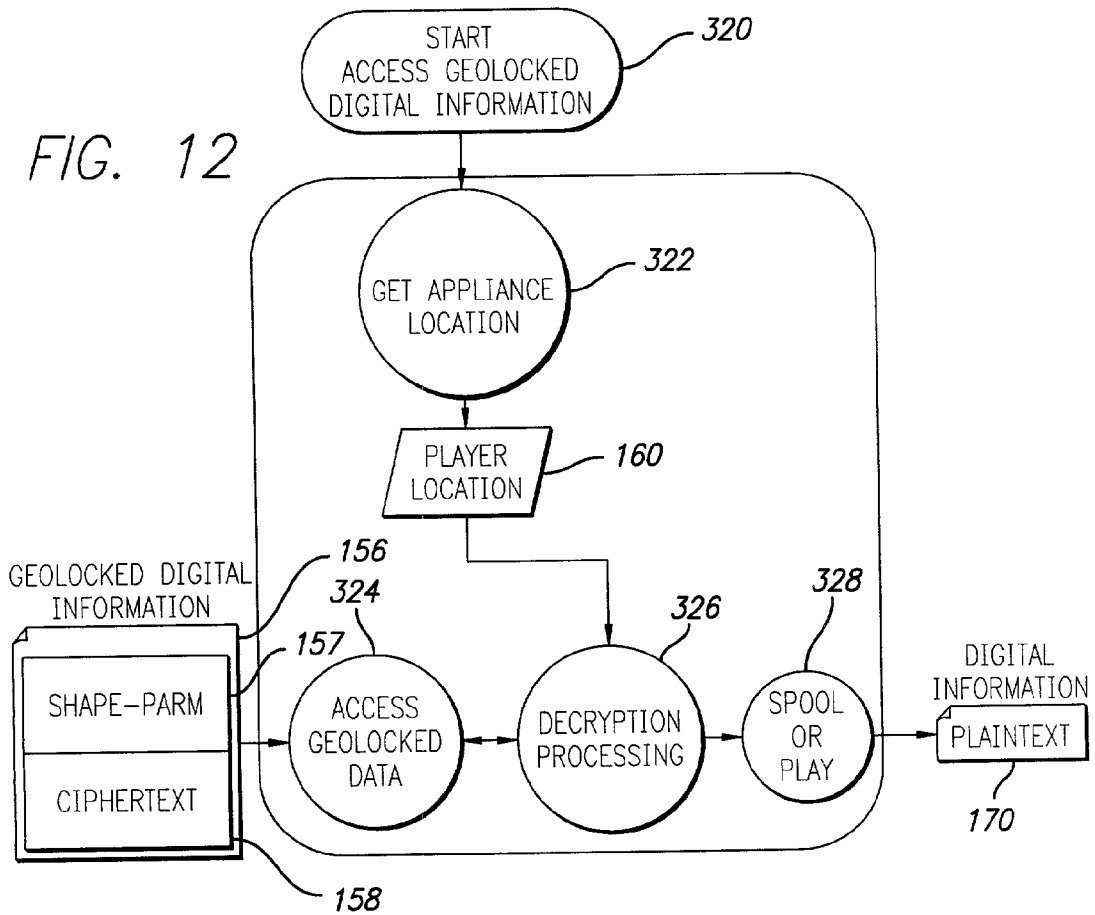 START
ACCESS GEOLOCKED
DIGITAL INFORMATION
320
FIG. 12
GET APPLIANCE
LOCATION
322
PLAYER
LOCATION
160
GEOLOCKED DIGITAL
INFORMATION
156
157
SHAPE-PARM
CIPHERTEXT
158
324
ACCESS
GEOLOCKED
DATA
326
DECRYPTION
PROCESSING
328
SPOOL
OR
PLAY
DIGITAL
INFORMATION
PLAINTEXT
170